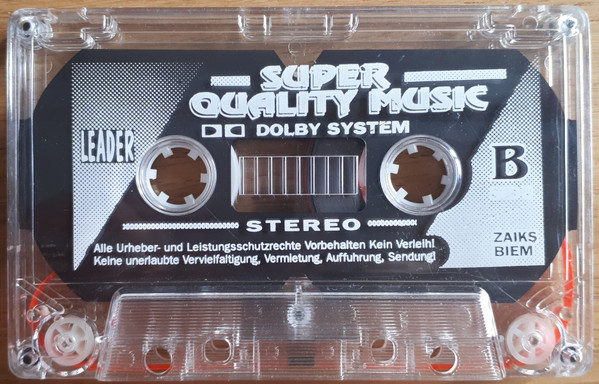 SUPER
QUALITY MUSIC
DOLBY SYSTEM
LEADER
B
STEREO
ZAIKS
BIEM
Alle Urheber- und Leistungsschutzrechte Vorbehalten Kein Verleih!
Keine unerlaubte Vervielfaltigung, Vermietung, Auffuhrung, Sendung!